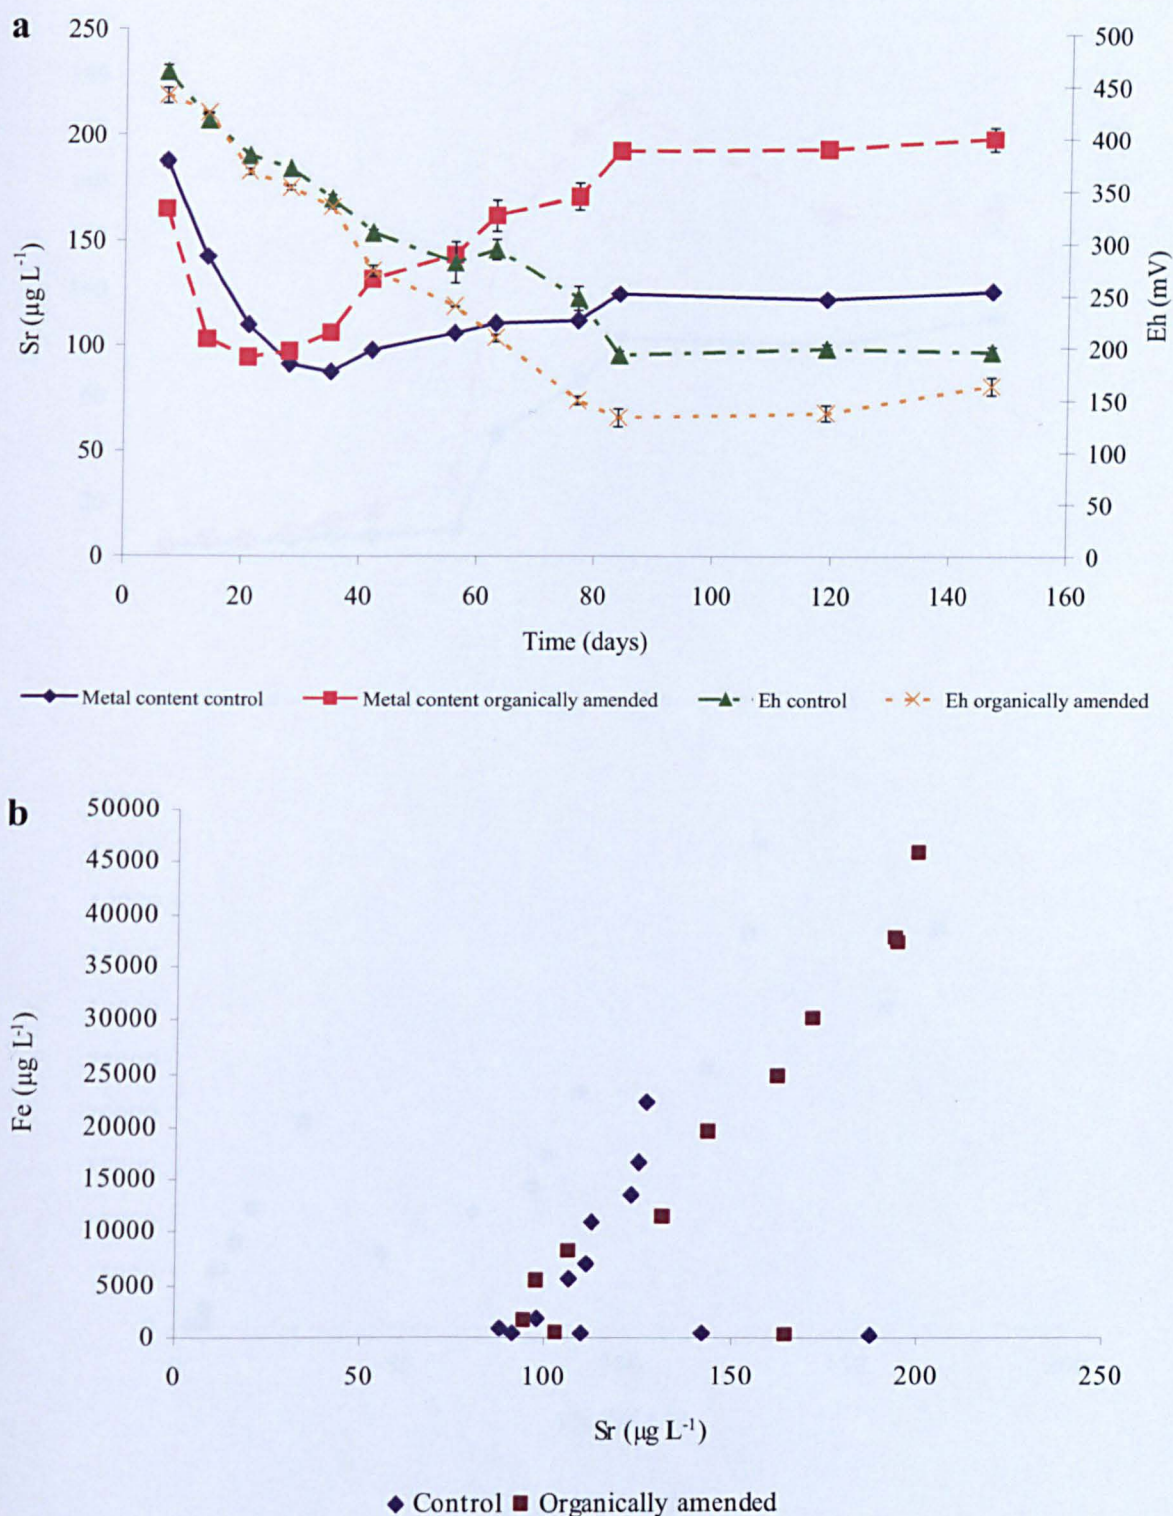 a
250
200
150
100
50
0
Sr (µg L⁻¹)
500
450
400
350
300
250
200
150
100
50
0
Eh (mV)
0 20 40 60 80 100 120 140 160
Time (days)
Metal content control Metal content organically amended Eh control Eh organically amended
b
50000
45000
40000
35000
30000
25000
20000
15000
10000
5000
0
Fe (µg L⁻¹)
0 50 100 150 200 250
Sr (µg L⁻¹)
Control Organically amended